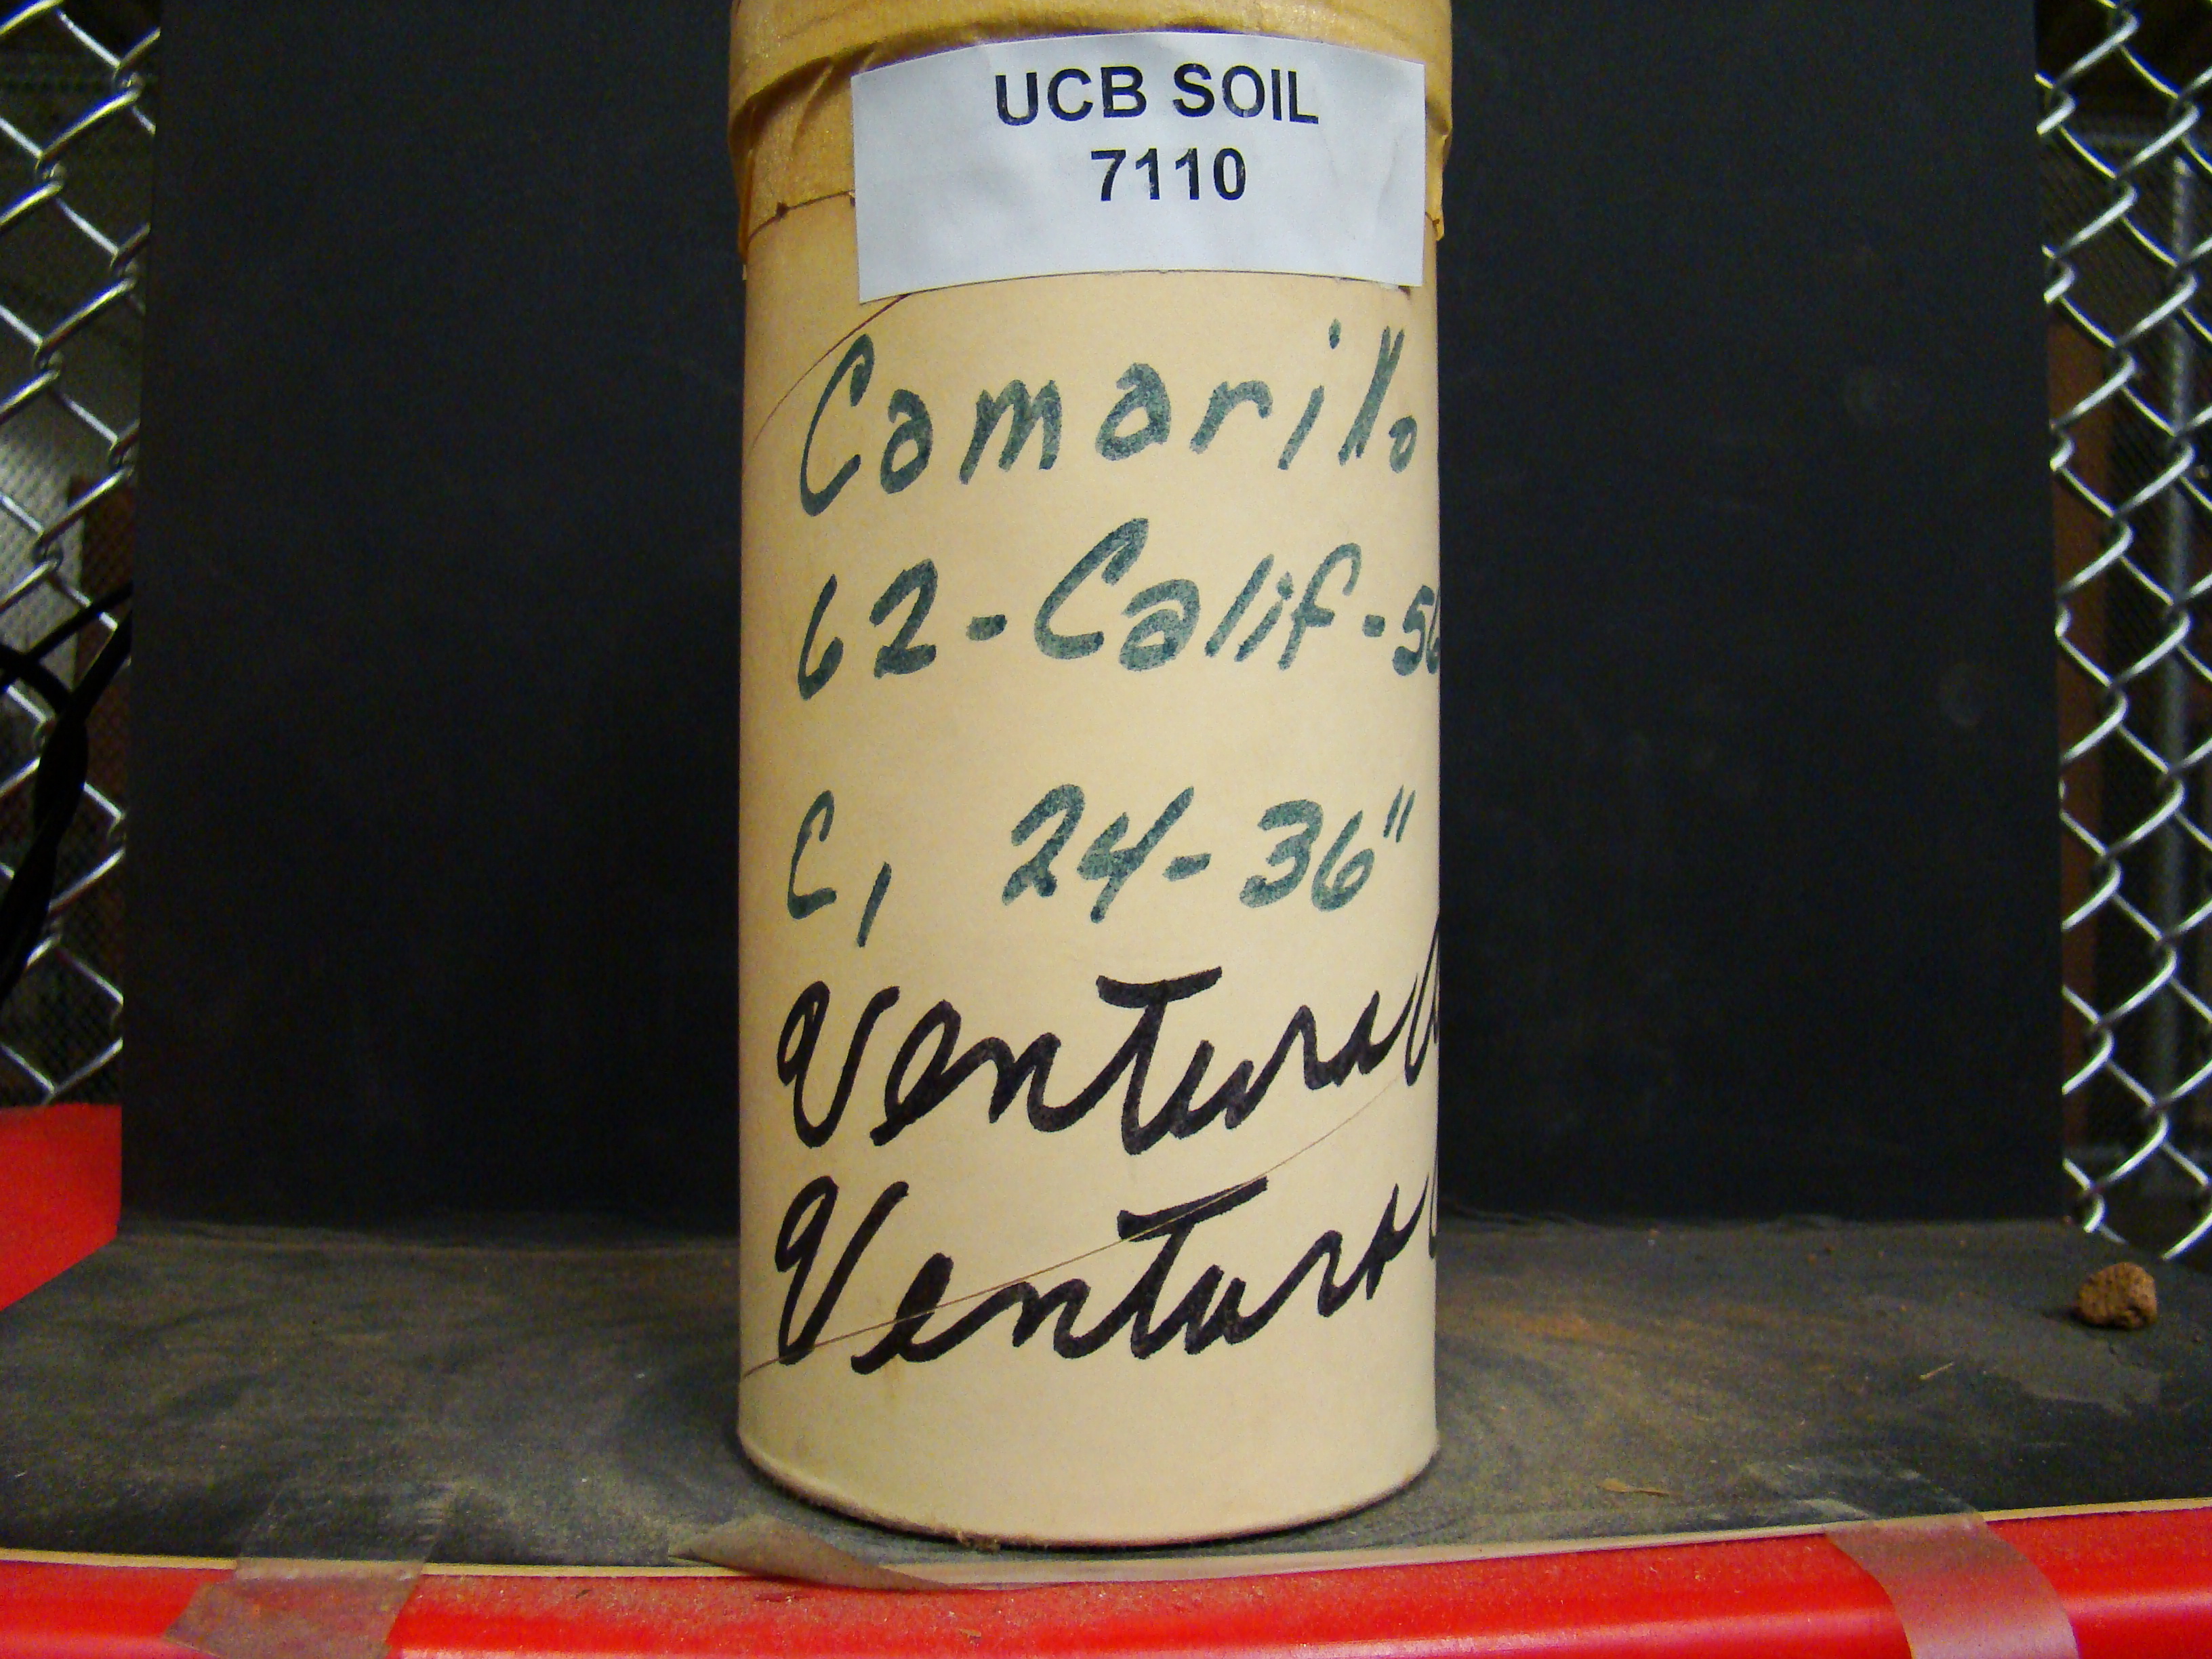 UCB SOIL
7110
Camarillo
62-Calif-56
C, 24-36"
Ventura
Ventura